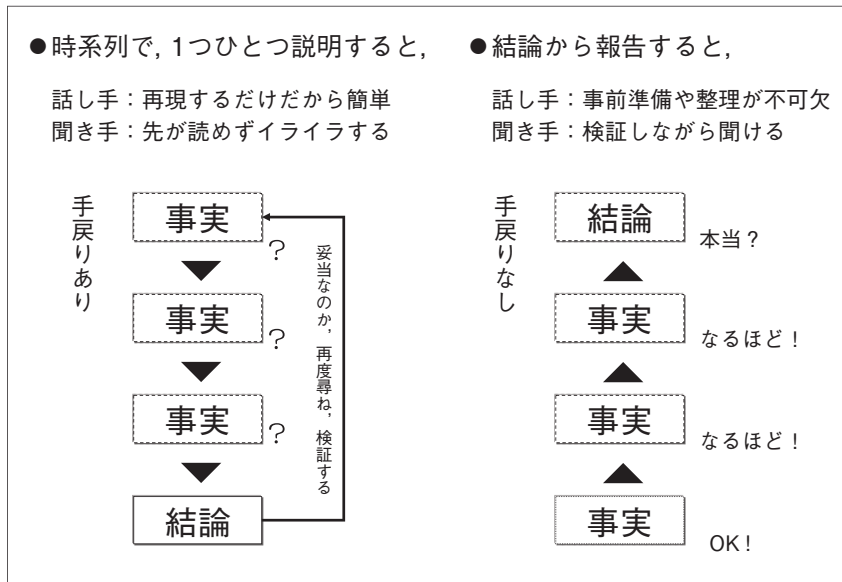 ●時系列で，1つひとつ説明すると，
話し手：再現するだけだから簡単
聞き手：先が読めずイライラする
手戻りあり
事実
？
事実
？
事実
？
結論
妥当なのか，再度尋ね，検証する
●結論から報告すると，
話し手：事前準備や整理が不可欠
聞き手：検証しながら聞ける
手戻りなし
結論
本当？
事実
なるほど！
事実
なるほど！
事実
OK！